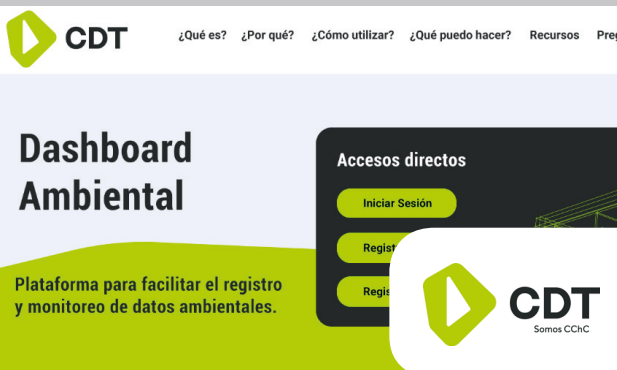 CDT
¿Qué es? ¿Por qué? ¿Cómo utilizar? ¿Qué puedo hacer? Recursos
Dashboard
Ambiental
Plataforma para facilitar el registro
y monitoreo de datos ambientales.
Accesos directos
Iniciar Sesión
CDT
Somos CChC